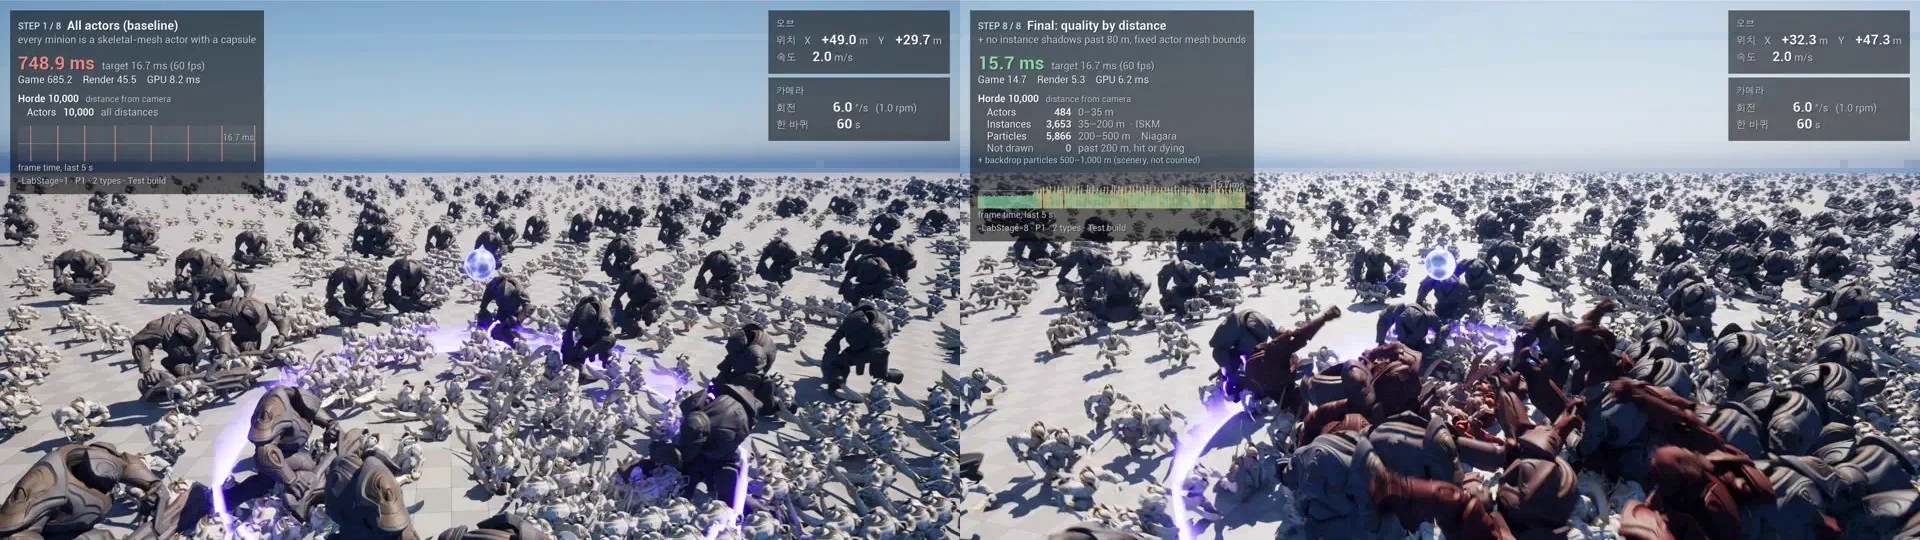 STEP 1 / 8 All actors (baseline)
every minion is a skeletal-mesh actor with a capsule
748.9 ms target 16.7 ms (60 fps)
Game 685.2 Render 45.5 GPU 8.2 ms
Horde 10,000 distance from camera
Actors 10,000 all distances
16.7 ms
frame time, last 5 s
-LabStage=1 · P1 · 2 types · Test build
오브
위치 X +49.0 m Y +29.7 m
속도 2.0 m/s
카메라
회전 6.0 °/s (1.0 rpm)
한 바퀴 60 s
STEP 8 / 8 Final: quality by distance
+ no instance shadows past 80 m, fixed actor mesh bounds
15.7 ms target 16.7 ms (60 fps)
Game 14.7 Render 5.3 GPU 6.2 ms
Horde 10,000 distance from camera
Actors 484 0–35 m
Instances 3,653 35–200 m · ISKM
Particles 5,866 200–500 m · Niagara
Not drawn 0 past 200 m, hit or dying
+ backdrop particles 500–1,000 m (scenery, not counted)
frame time, last 5 s
-LabStage=8 · P1 · 2 types · Test build
오브
위치 X +32.3 m Y +47.3 m
속도 2.0 m/s
카메라
회전 6.0 °/s (1.0 rpm)
한 바퀴 60 s